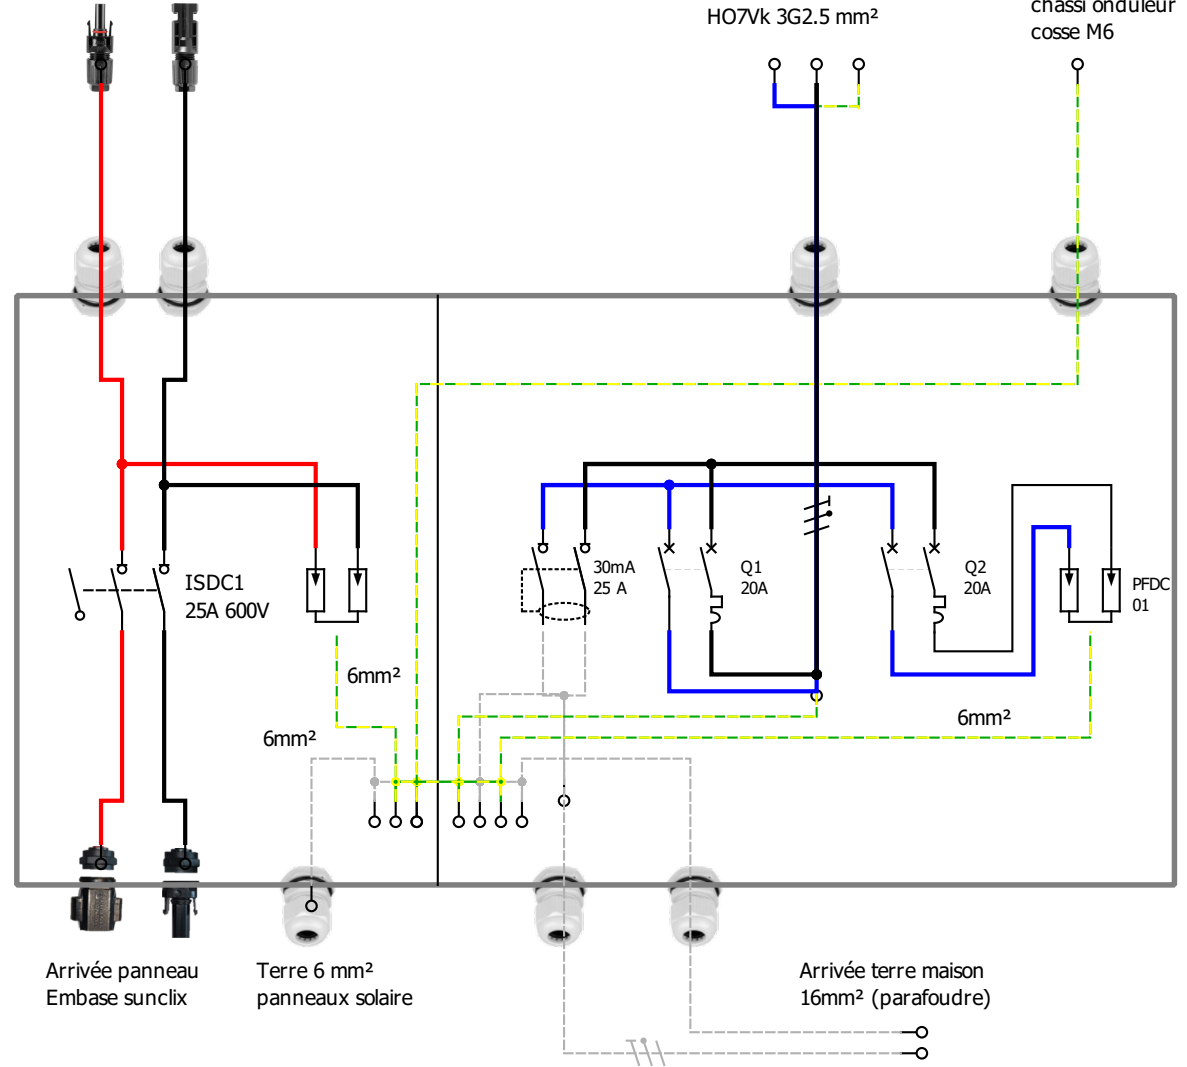 chassi onduleur
cosse M6
HO7Vk 3G2.5 mm²
ISDC1
25A 600V
30mA
25 A
Q1
20A
Q2
20A
PFDC
01
6mm²
6mm²
6mm²
Arrivée panneau
Embase sunclix
Terre 6 mm²
panneaux solaire
Arrivée terre maison
16mm² (parafoudre)